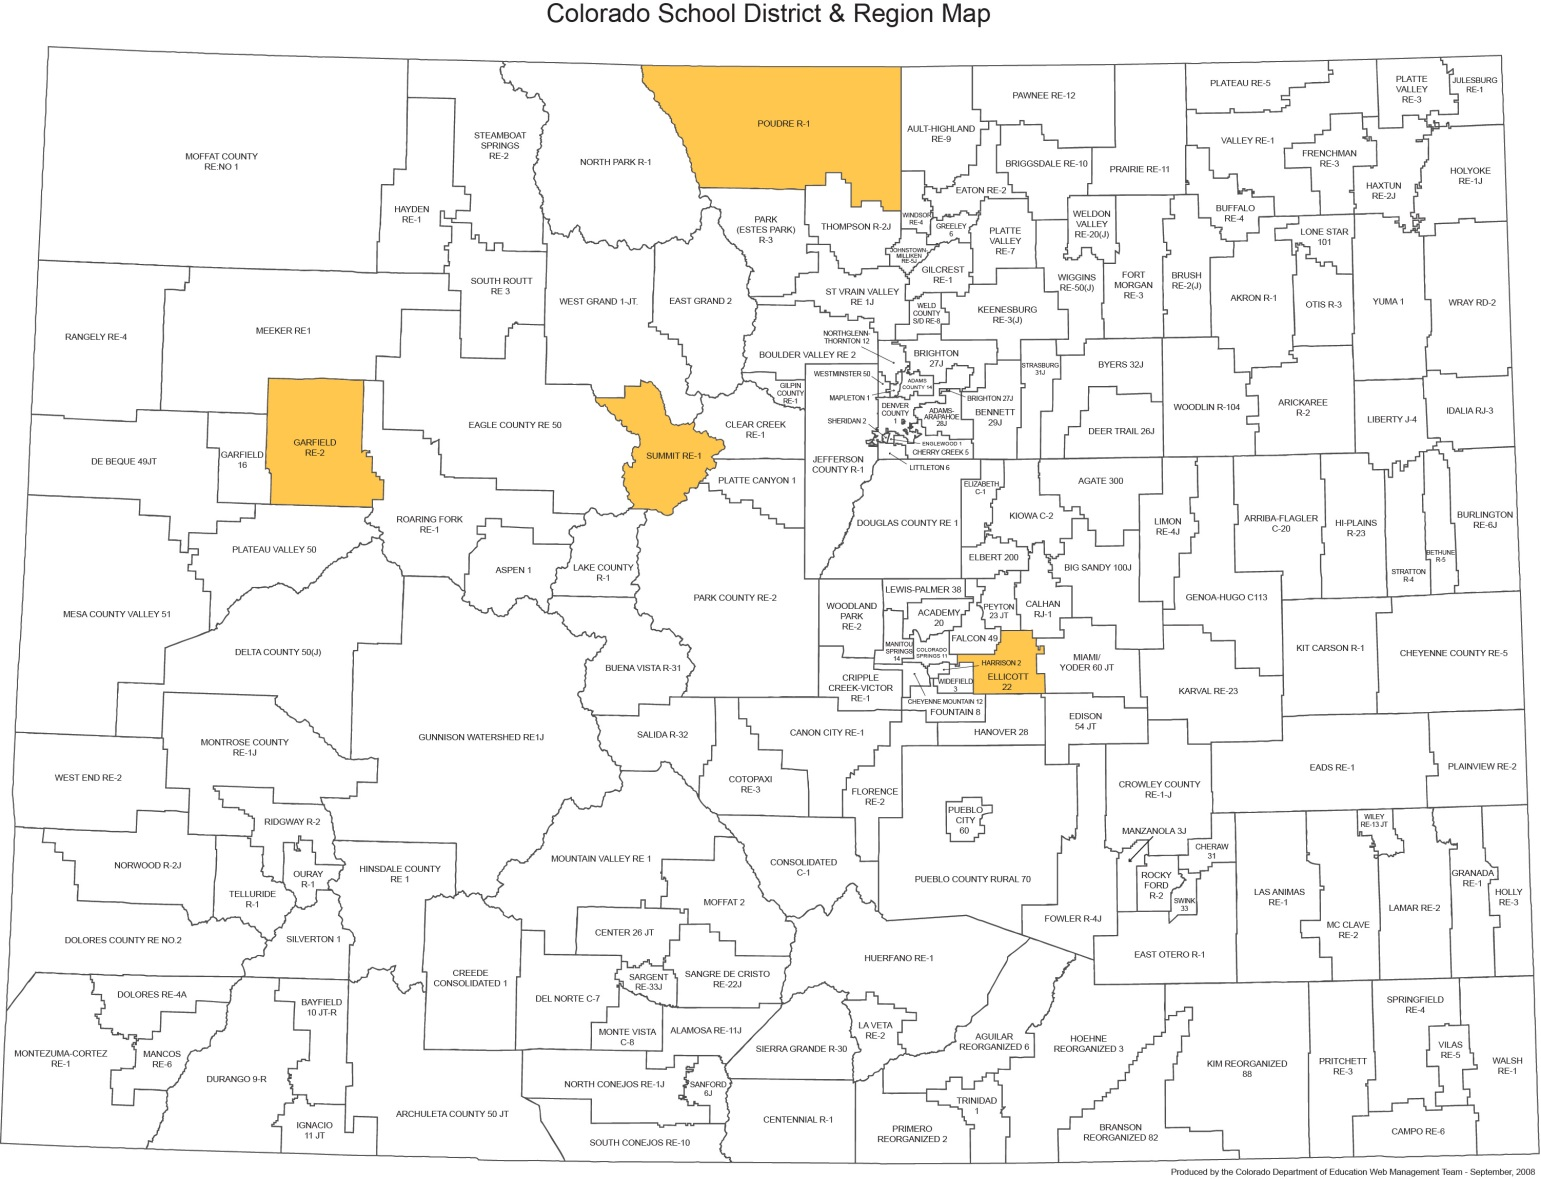 Colorado School District & Region Map
PLATEAU RE-5
PLATTE
VALLEY
RE-3
JULESBURG
RE-1
PAWNEE RE-12
POUDRE R-1
AULT-HIGHLAND
RE-9
STEAMBOAT
SPRINGS
RE-2
MOFFAT COUNTY
RE:NO 1
NORTH PARK R-1
BRIGGSDALE RE-10
PRAIRIE RE-11
VALLEY RE-1
FRENCHMAN
RE-3
HAXTUN
RE-2J
HOLYOKE
RE-1J
HAYDEN
RE-1
EATON RE-2
PARK
(ESTES PARK)
R-3
THOMPSON R-2J
WINDSOR
RE-4
GREELEY
6
PLATTE
VALLEY
RE-7
WELDON
VALLEY
RE-20(J)
BUFFALO
RE-4
LONE STAR
101
JOHNSTOWN-
MILLIKEN
RE-5J
GILCREST
RE-1
SOUTH ROUTT
RE 3
WEST GRAND 1-JT.
EAST GRAND 2
ST VRAIN VALLEY
RE 1J
WELD
COUNTY
S/D RE-8
KEENESBURG
RE-3(J)
WIGGINS
RE-50(J)
FORT
MORGAN
RE-3
BRUSH
RE-2(J)
AKRON R-1
OTIS R-3
YUMA 1
WRAY RD-2
RANGELY RE-4
MEEKER RE1
NORTHGLENN-
THORNTON 12
BOULDER VALLEY RE 2
BRIGHTON
27J
STRASBURG
31J
BYERS 32J
WESTMINSTER 50
ADAMS
COUNTY 14
GILPIN
COUNTY
RE-1
MAPLETON 1
BRIGHTON 27J
DENVER
COUNTY
1
ADAMS-
ARAPAHOE
28J
BENNETT
29J
SHERIDAN 2
DEER TRAIL 26J
WOODLIN R-104
ARICKAREE
R-2
LIBERTY J-4
IDALIA RJ-3
EAGLE COUNTY RE 50
CLEAR CREEK
RE-1
ENGLEWOOD 1
CHERRY CREEK 5
LITTLETON 6
GARFIELD
RE-2
GARFIELD
16
DE BEQUE 49JT
SUMMIT RE-1
JEFFERSON
COUNTY R-1
PLATTE CANYON 1
ELIZABETH
C-1
AGATE 300
ROARING FORK
RE-1
DOUGLAS COUNTY RE 1
KIOWA C-2
LIMON
RE-4J
ARRIBA-FLAGLER
C-20
HI-PLAINS
R-23
BURLINGTON
RE-6J
PLATEAU VALLEY 50
ASPEN 1
LAKE COUNTY
R-1
ELBERT 200
BIG SANDY 100J
STRATTON
R-4
BETHUNE
R-5
MESA COUNTY VALLEY 51
PARK COUNTY RE-2
WOODLAND
PARK
RE-2
LEWIS-PALMER 38
ACADEMY
20
PEYTON
23 JT
CALHAN
RJ-1
GENOA-HUGO C113
FALCON 49
MANITOU
SPRINGS
14
COLORADO
SPRINGS 11
DELTA COUNTY 50(J)
BUENA VISTA R-31
HARRISON 2
MIAMI/
YODER 60 JT
KIT CARSON R-1
CHEYENNE COUNTY RE-5
CRIPPLE
CREEK-VICTOR
RE-1
WIDEFIELD
3
ELLICOTT
22
KARVAL RE-23
CHEYENNE MOUNTAIN 12
FOUNTAIN 8
EDISON
54 JT
HANOVER 28
MONTROSE COUNTY
RE-1J
GUNNISON WATERSHED RE1J
SALIDA R-32
CANON CITY RE-1
WEST END RE-2
COTOPAXI
RE-3
FLORENCE
RE-2
EADS RE-1
PLAINVIEW RE-2
CROWLEY COUNTY
RE-1-J
PUEBLO
CITY
60
RIDGWAY R-2
MANZANOLA 3J
WILEY
RE-13 JT
CHERAW
31
NORWOOD R-2J
HINSDALE COUNTY
RE 1
MOUNTAIN VALLEY RE 1
CONSOLIDATED
C-1
PUEBLO COUNTY RURAL 70
OURAY
R-1
ROCKY
FORD
R-2
SWINK
33
TELLURIDE
R-1
MOFFAT 2
LAS ANIMAS
RE-1
GRANADA
RE-1
HOLLY
RE-3
FOWLER R-4J
LAMAR RE-2
MC CLAVE
RE-2
DOLORES COUNTY RE NO.2
SILVERTON 1
CENTER 26 JT
EAST OTERO R-1
HUERFANO RE-1
CREEDE
CONSOLIDATED 1
SARGENT
RE-33J
SANGRE DE CRISTO
RE-22J
DOLORES RE-4A
BAYFIELD
10 JT-R
DEL NORTE C-7
SPRINGFIELD
RE-4
MONTE VISTA
C-8
ALAMOSA RE-11J
LA VETA
RE-2
AGUILAR
REORGANIZED 6
HOEHNE
REORGANIZED 3
SIERRA GRANDE R-30
MONTEZUMA-CORTEZ
RE-1
MANCOS
RE-6
VILAS
RE-5
KIM REORGANIZED
88
PRITCHETT
RE-3
WALSH
RE-1
DURANGO 9-R
NORTH CONEJOS RE-1J
SANFORD
6J
TRINIDAD
1
ARCHULETA COUNTY 50 JT
CENTENNIAL R-1
IGNACIO
11 JT
PRIMERO
REORGANIZED 2
BRANSON
REORGANIZED 82
CAMPO RE-6
SOUTH CONEJOS RE-10
Produced by the Colorado Department of Education Web Management Team - September, 2008